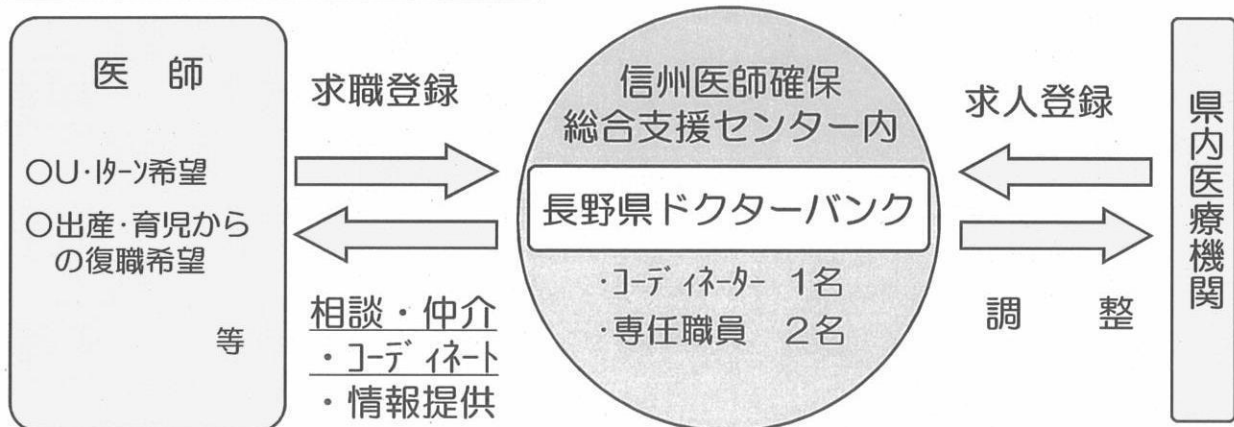 医 師
○U・Iターン希望
○出産・育児から
の復職希望
等
求職登録
相談・仲介
・コーディネート
・情報提供
信州医師確保
総合支援センター内
長野県ドクターバンク
・コーディネーター 1名
・専任職員 2名
求人登録
調 整
県内医療機関